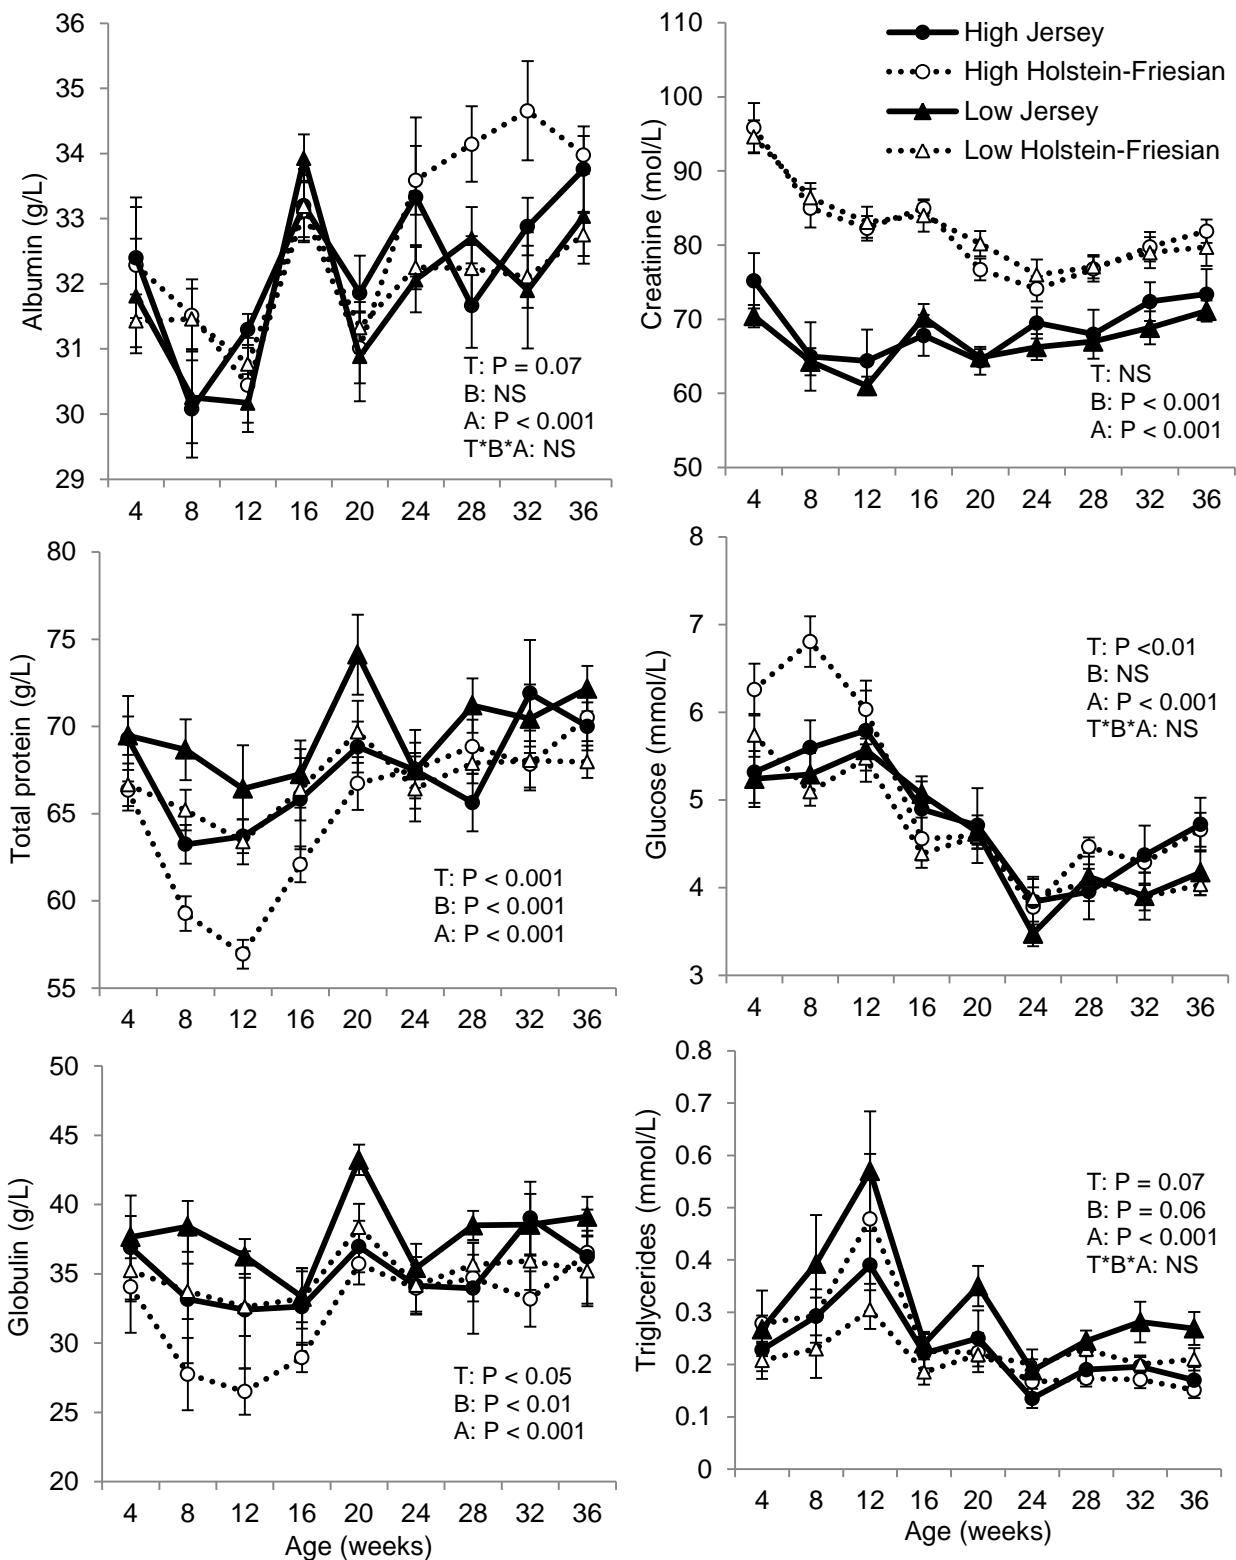 36
35
34
33
32
31
30
29
Albumin (g/L)
T: P = 0.07
B: NS
A: P < 0.001
T*B*A: NS
4 8 12 16 20 24 28 32 36
110
100
90
80
70
60
50
Creatinine (mol/L)
High Jersey
High Holstein-Friesian
Low Jersey
Low Holstein-Friesian
T: NS
B: P < 0.001
A: P < 0.001
4 8 12 16 20 24 28 32 36
80
75
70
65
60
55
Total protein (g/L)
T: P < 0.001
B: P < 0.001
A: P < 0.001
4 8 12 16 20 24 28 32 36
8
7
6
5
4
3
Glucose (mmol/L)
T: P <0.01
B: NS
A: P < 0.001
T*B*A: NS
4 8 12 16 20 24 28 32 36
50
45
40
35
30
25
20
Globulin (g/L)
T: P < 0.05
B: P < 0.01
A: P < 0.001
4 8 12 16 20 24 28 32 36
Age (weeks)
0.8
0.7
0.6
0.5
0.4
0.3
0.2
0.1
0
Triglycerides (mmol/L)
T: P = 0.07
B: P = 0.06
A: P < 0.001
T*B*A: NS
4 8 12 16 20 24 28 32 36
Age (weeks)